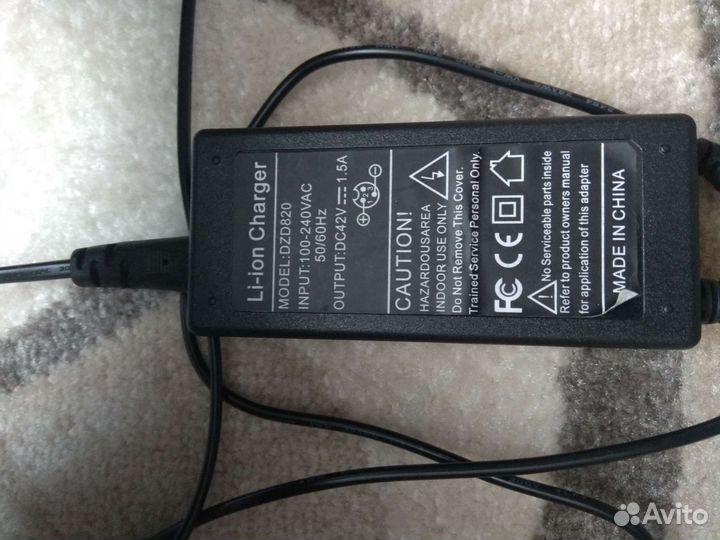 Li-ion Charger
MODEL:DZD820
INPUT:100-240VAC
50/60Hz
OUTPUT:DC42V⎓1.5A
CAUTION!
HAZARDOUSAREA
INDOOR USE ONLY
Do Not Remove This Cover.
Trained Service Personal Only.
FC CE
No Serviceable parts inside
Refer to product owners manual
for application of this adapter
MADE IN CHINA
Avito